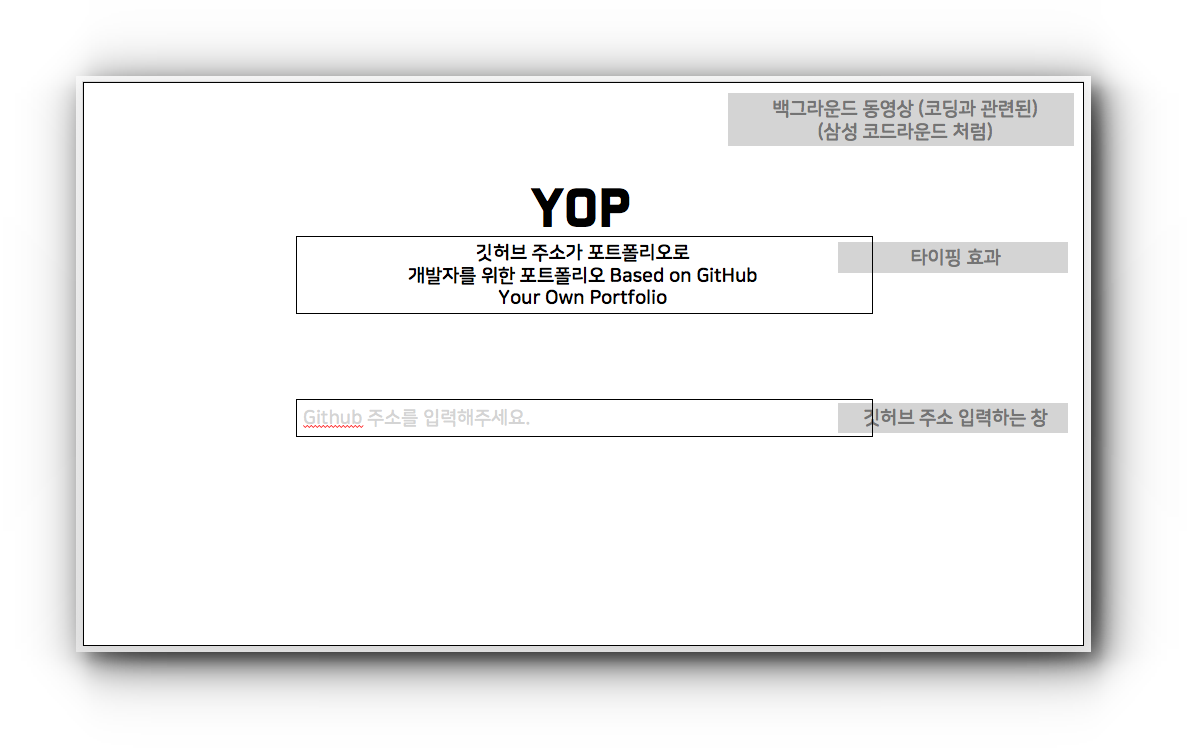 백그라운드 동영상 (코딩과 관련된)
(삼성 코드라운드 처럼)
YOP
깃허브 주소가 포트폴리오로
개발자를 위한 포트폴리오 Based on GitHub
Your Own Portfolio
타이핑 효과
Github 주소를 입력해주세요.
깃허브 주소 입력하는 창